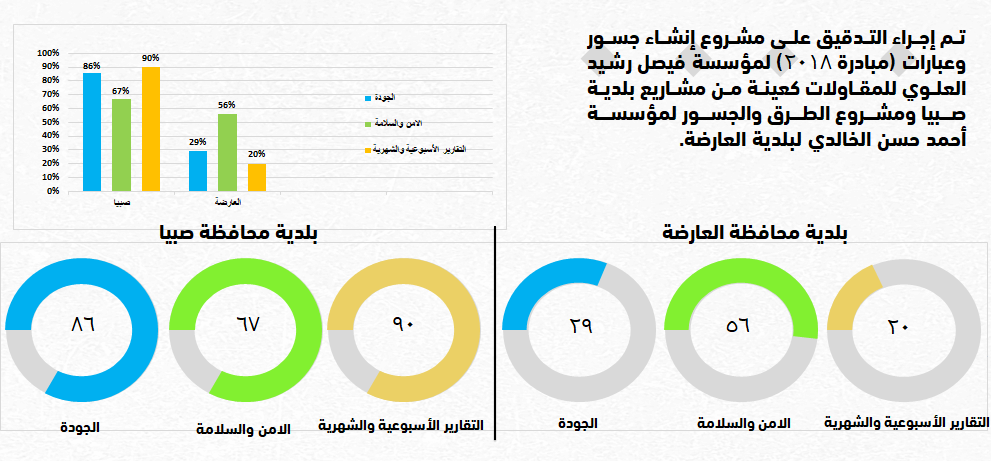 تم إجراء التدقيق على مشروع إنشاء جسور
وعبارات (مبادرة ٢٠١٨) لمؤسسة فيصل رشيد
العلوي للمقاولات كعينة من مشاريع بلدية
صبيا ومشروع الطرق والجسور لمؤسسة
أحمد حسن الخالدي لبلدية العارضة.
100%
90%
80%
70%
60%
50%
40%
30%
20%
10%
0%
86%
67%
90%
29%
56%
20%
صبيا
العارضة
الجودة
الامن والسلامة
التقارير الأسبوعية والشهرية
بلدية محافظة العارضة
٢٠
٥٦
٢٩
التقارير الأسبوعية والشهرية
الامن والسلامة
الجودة
بلدية محافظة صبيا
٩٠
٦٧
٨٦
التقارير الأسبوعية والشهرية
الامن والسلامة
الجودة